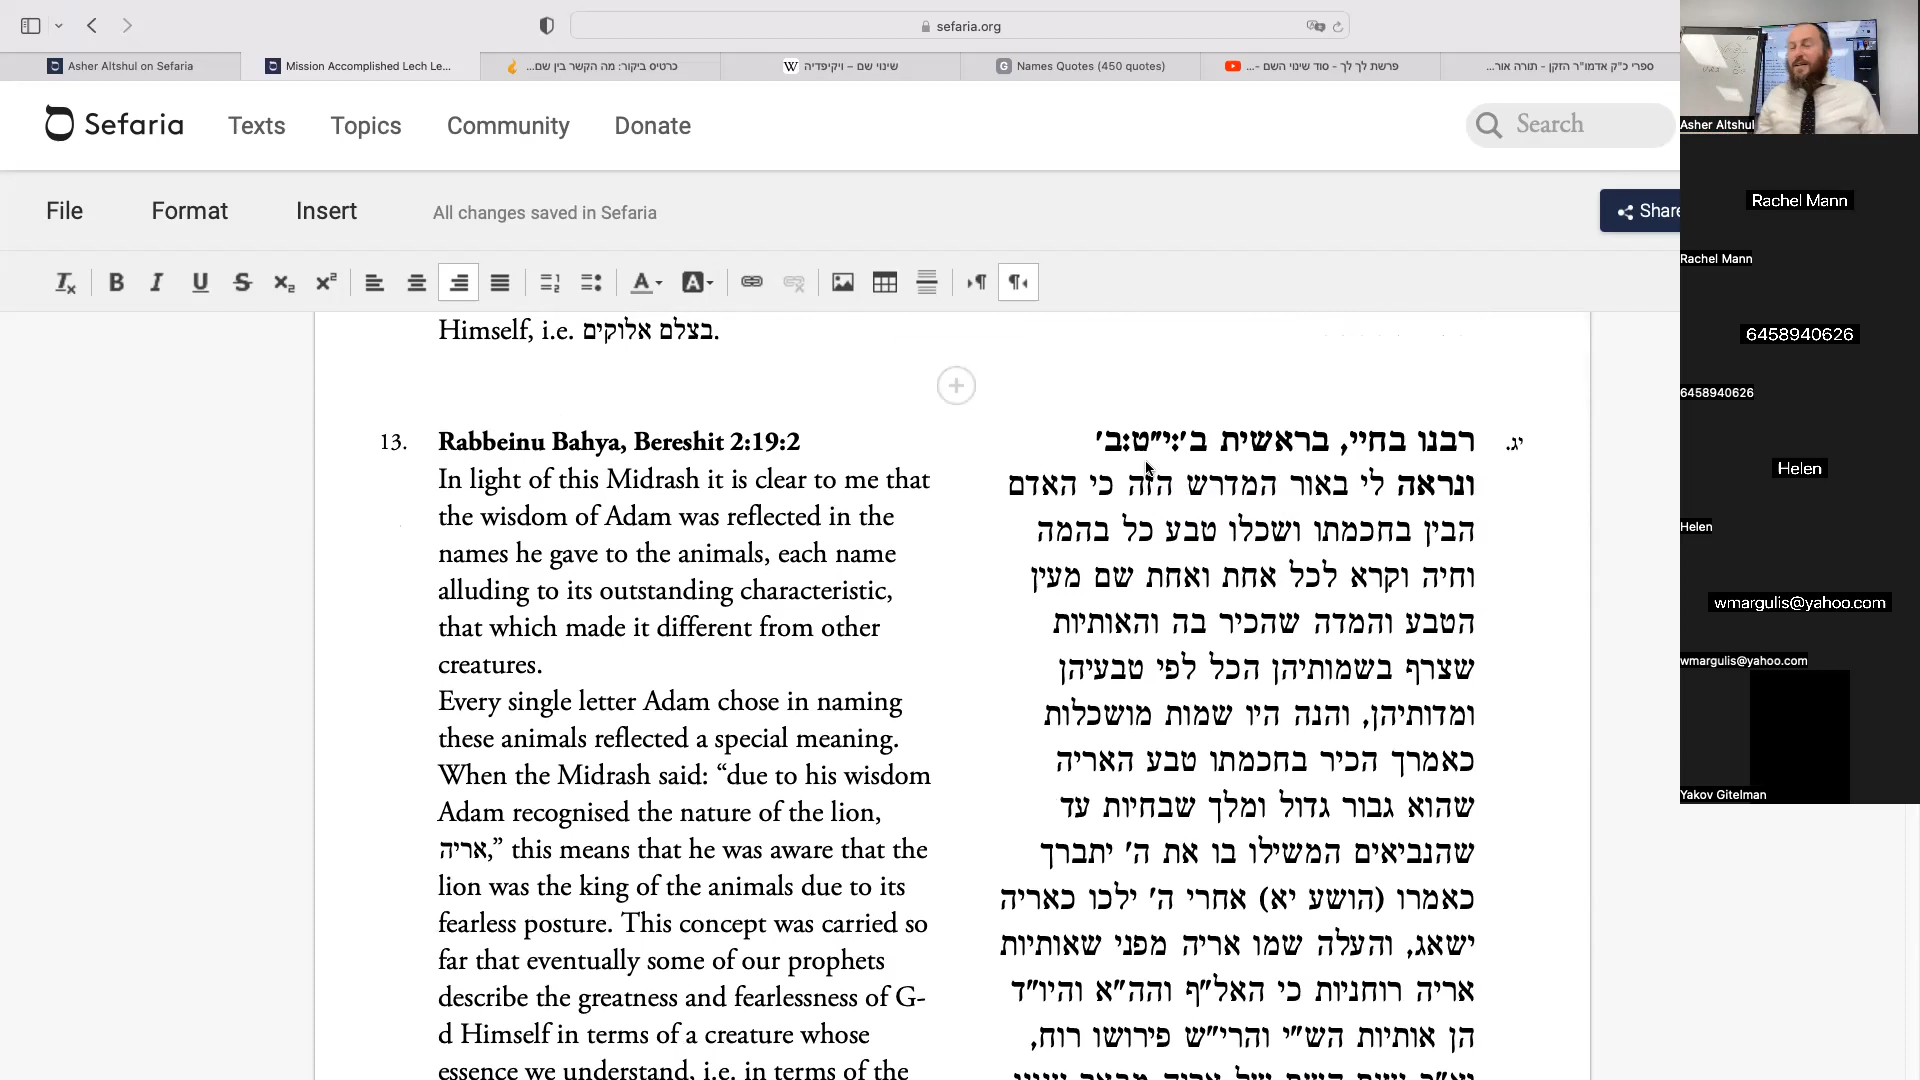 sefaria.org
Asher Altshul on Sefaria
Mission Accomplished Lech Le...
כרטיס ביקור: מה הקשר בין שם...
שינוי שם – ויקיפדיה
Names Quotes (450 quotes)
פרשת לך לך - סוד שינוי השם -...
ספרי כ"ק אדמו"ר הזקן - תורה אור...
Sefaria
Texts
Topics
Community
Donate
Search
File
Format
Insert
All changes saved in Sefaria
Share
Himself, i.e. בצלם אלוקים.
13. Rabbeinu Bahya, Bereshit 2:19:2
In light of this Midrash it is clear to me that
the wisdom of Adam was reflected in the
names he gave to the animals, each name
alluding to its outstanding characteristic,
that which made it different from other
creatures.
Every single letter Adam chose in naming
these animals reflected a special meaning.
When the Midrash said: “due to his wisdom
Adam recognised the nature of the lion,
אריה,” this means that he was aware that the
lion was the king of the animals due to its
fearless posture. This concept was carried so
far that eventually some of our prophets
describe the greatness and fearlessness of G-
d Himself in terms of a creature whose
essence we understand, i.e. in terms of the
יג. רבנו בחיי, בראשית ב׳:י״ט:ב׳
ונראה לי באור המדרש הזה כי האדם
הבין בחכמתו ושכלו טבע כל בהמה
וחיה וקרא לכל אחת ואחת שם מעין
הטבע והמדה שהכיר בה והאותיות
שצרף בשמותיהן הכל לפי טבעיהן
ומדותיהן, והנה היו שמות מושכלות
כאמרך הכיר בחכמתו טבע האריה
שהוא גבור גדול ומלך שבחיות עד
שהנביאים המשילו בו את ה' יתברך
כאמרו (הושע יא) אחרי ה' ילכו כאריה
ישאג, והעלה שמו אריה מפני שאותיות
אריה רוחניות כי האל"ף והה"א והיו"ד
הן אותיות הש"י והרי"ש פירושו רוח,
Asher Altshul
Rachel Mann
Rachel Mann
6458940626
6458940626
Helen
Helen
wmargulis@yahoo.com
wmargulis@yahoo.com
Yakov Gitelman